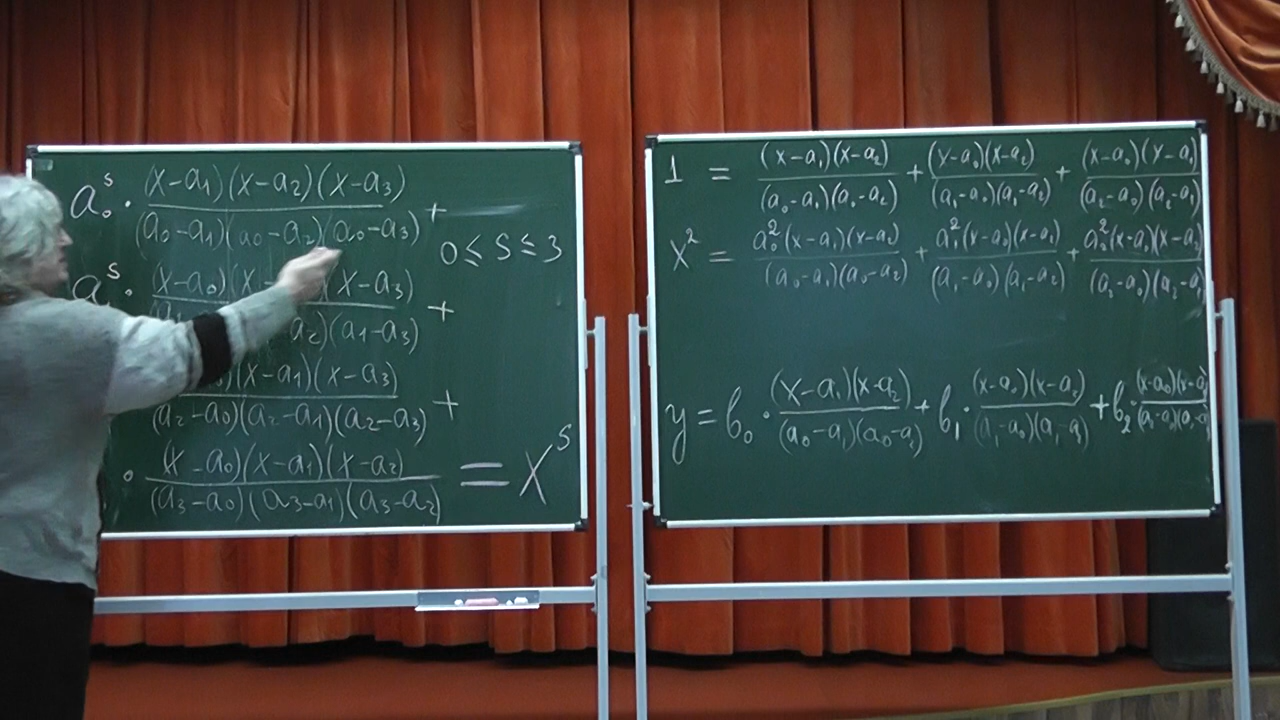 a₀ˢ · (x-a₁)(x-a₂)(x-a₃)
(a₀-a₁)(a₀-a₂)(a₀-a₃) +
0 ≤ s ≤ 3
aˢ · (x-a₀)(x- (x-a₃)
a₂)(a₁-a₃) +
)(x-a₁)(x-a₃)
(a₂-a₀)(a₂-a₁)(a₂-a₃) +
· (x-a₀)(x-a₁)(x-a₂)
(a₃-a₀)(a₃-a₁)(a₃-a₂) = xˢ
1 = (x-a₁)(x-a₂) + (x-a₀)(x-a₂) + (x-a₀)(x-a₁)
(a₀-a₁)(a₀-a₂) (a₁-a₀)(a₁-a₂) (a₂-a₀)(a₂-a₁)
x² = a₀²(x-a₁)(x-a₂) + a₁²(x-a₀)(x-a₂) + a₂²(x-a₀)(x-a₁)
(a₀-a₁)(a₀-a₂) (a₁-a₀)(a₁-a₂) (a₂-a₀)(a₂-a₁)
y = b₀ · (x-a₁)(x-a₂) + b₁ · (x-a₀)(x-a₂) + b₂ · (x-a₀)(x-a₁)
(a₀-a₁)(a₀-a₂) (a₁-a₀)(a₁-a₂)